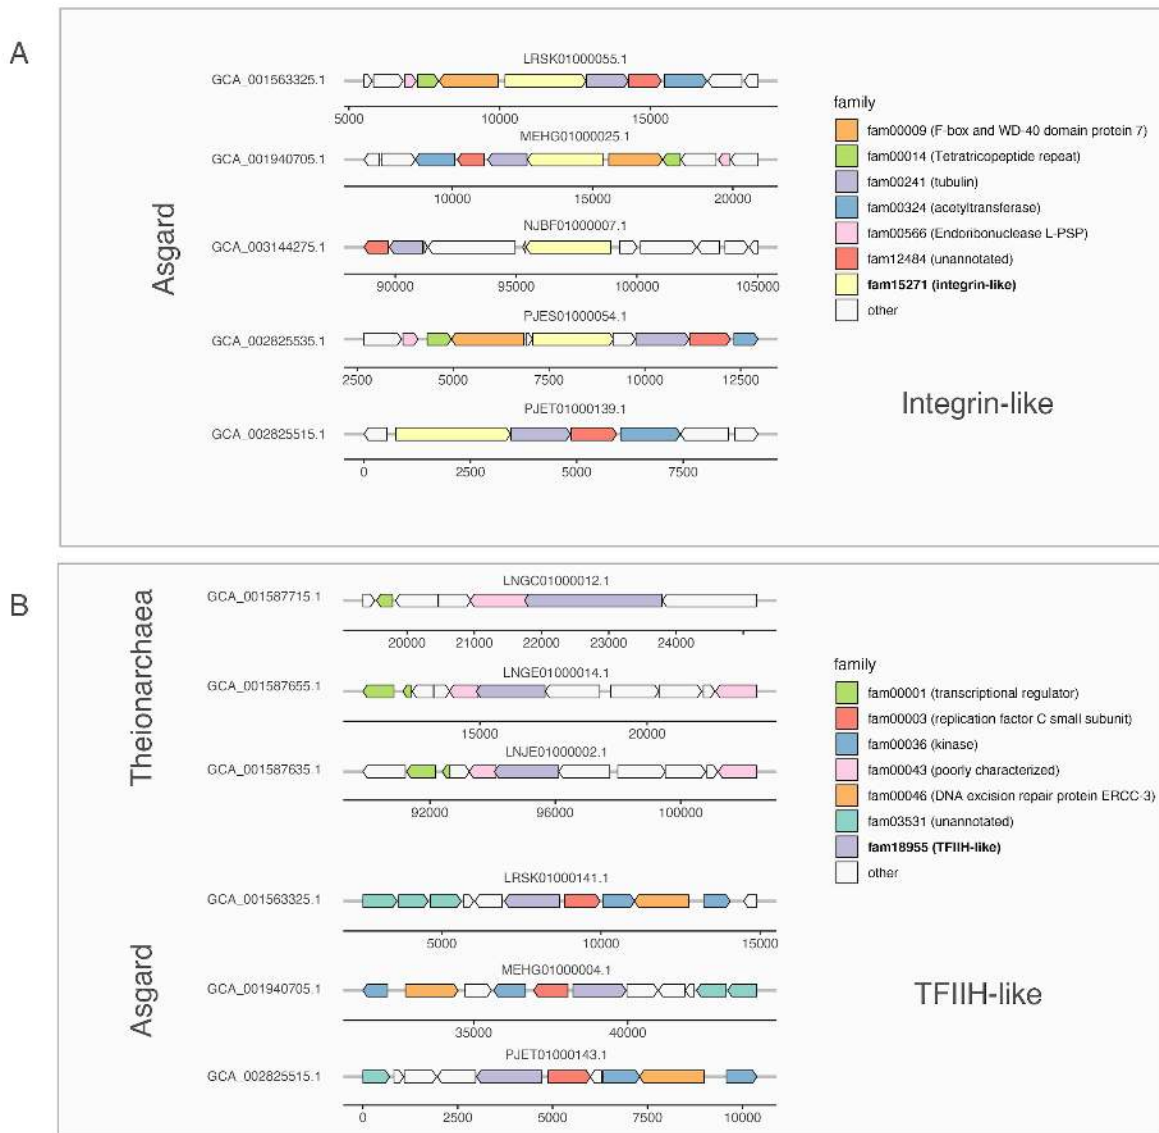 A
Asgard
LRSK01000055.1
GCA_001563325.1
5000 10000 15000
MEHG01000025.1
GCA_001940705.1
10000 15000 20000
NJBF01000007.1
GCA_003144275.1
90000 95000 100000 105000
PJES01000054.1
GCA_002825535.1
2500 5000 7500 10000 12500
PJET01000139.1
GCA_002825515.1
0 2500 5000 7500
family
fam00009 (F-box and WD-40 domain protein 7)
fam00014 (Tetratricopeptide repeat)
fam00241 (tubulin)
fam00324 (acetyltransferase)
fam00566 (Endoribonuclease L-PSP)
fam12484 (unannotated)
fam15271 (integrin-like)
other
Integrin-like
B
Theionarchaea
LNGC01000012.1
GCA_001587715.1
20000 21000 22000 23000 24000
LNGE01000014.1
GCA_001587655.1
15000 20000
LNJE01000002.1
GCA_001587635.1
92000 96000 100000
Asgard
LRSK01000141.1
GCA_001563325.1
5000 10000 15000
MEHG01000004.1
GCA_001940705.1
35000 40000
PJET01000143.1
GCA_002825515.1
0 2500 5000 7500 10000
family
fam00001 (transcriptional regulator)
fam00003 (replication factor C small subunit)
fam00036 (kinase)
fam00043 (poorly characterized)
fam00046 (DNA excision repair protein ERCC-3)
fam03531 (unannotated)
fam18955 (TFIIH-like)
other
TFIIH-like